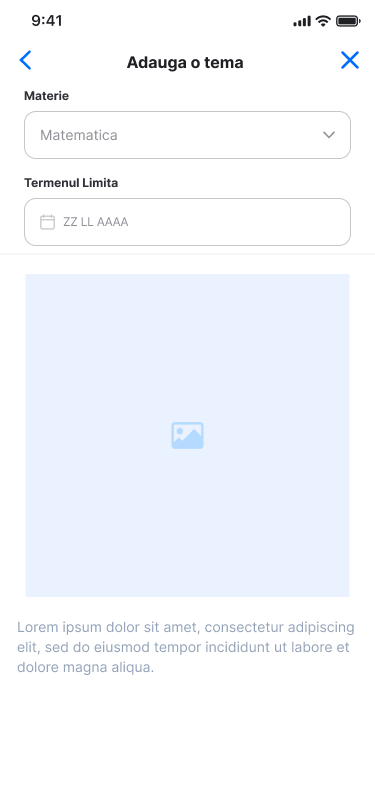 9:41
Adauga o tema
Materie
Matematica
Termenul Limita
ZZ LL AAAA
Lorem ipsum dolor sit amet, consectetur adipiscing
elit, sed do eiusmod tempor incididunt ut labore et
dolore magna aliqua.